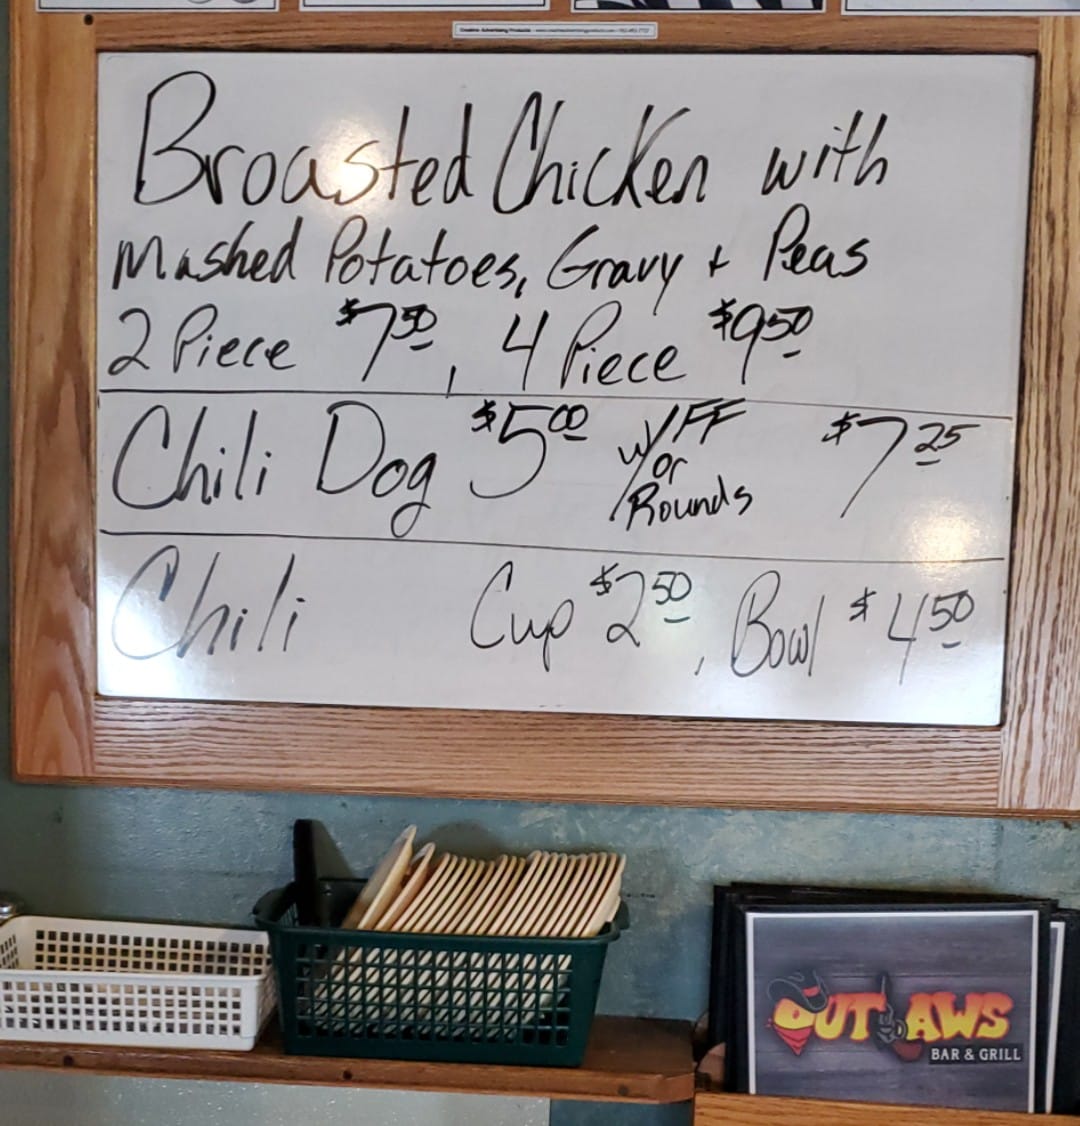 Broasted Chicken with
Mashed Potatoes, Gravy + Peas
2 Piece $7 50, 4 Piece $9 50
Chili Dog $5 00 w/ FF or Rounds $7 25
Chili Cup $2 50, Bowl $4 50
OUTLAWS
BAR & GRILL